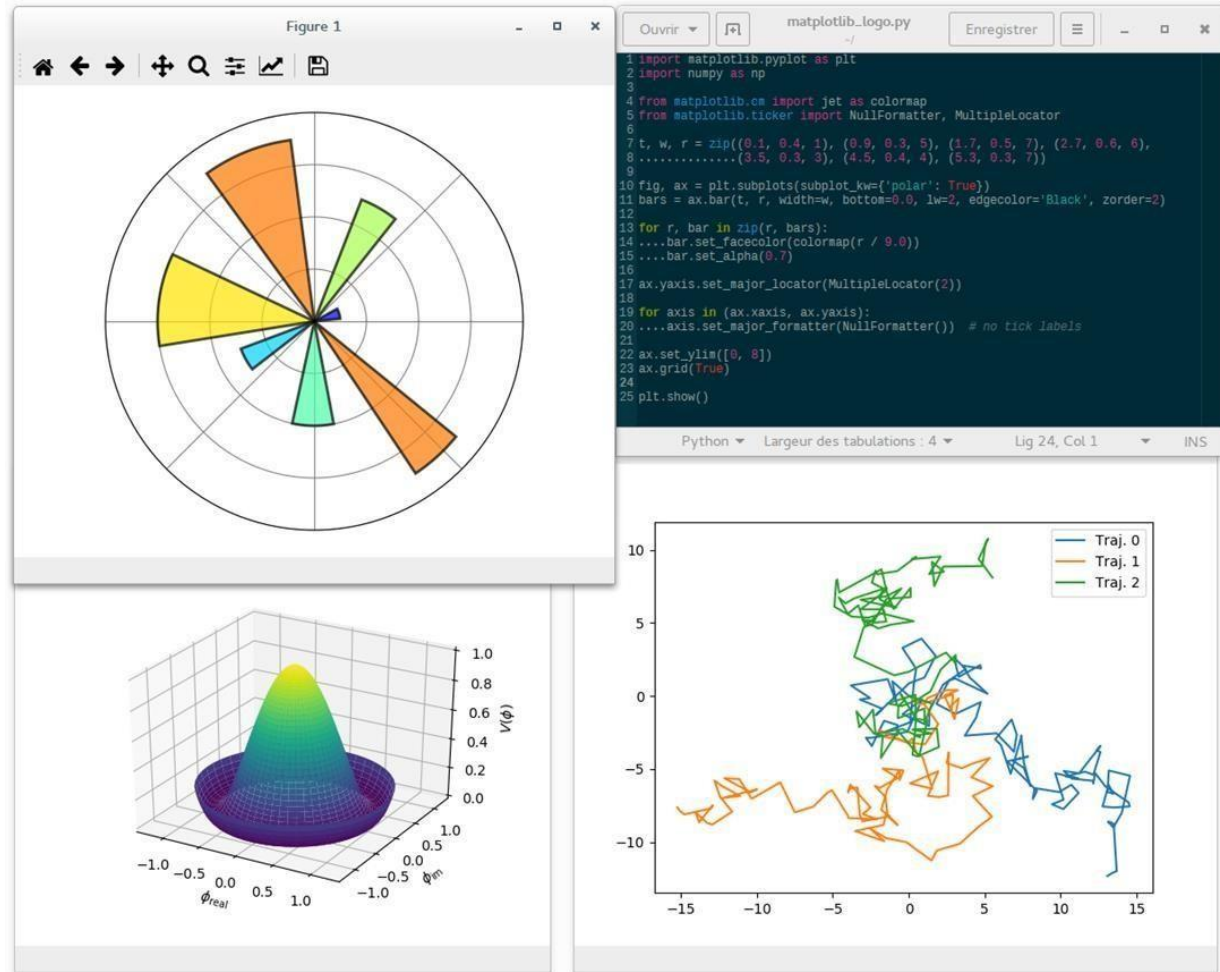 Figure 1
Ouvrir
matplotlib_logo.py
~/
Enregistrer
1 import matplotlib.pyplot as plt
2 import numpy as np
3
4 from matplotlib.cm import jet as colormap
5 from matplotlib.ticker import NullFormatter, MultipleLocator
6
7 t, w, r = zip((0.1, 0.4, 1), (0.9, 0.3, 5), (1.7, 0.5, 7), (2.7, 0.6, 6),
8 ..............(3.5, 0.3, 3), (4.5, 0.4, 4), (5.3, 0.3, 7))
9
10 fig, ax = plt.subplots(subplot_kw={'polar': True})
11 bars = ax.bar(t, r, width=w, bottom=0.0, lw=2, edgecolor='Black', zorder=2)
12
13 for r, bar in zip(r, bars):
14 ....bar.set_facecolor(colormap(r / 9.0))
15 ....bar.set_alpha(0.7)
16
17 ax.yaxis.set_major_locator(MultipleLocator(2))
18
19 for axis in (ax.xaxis, ax.yaxis):
20 ....axis.set_major_formatter(NullFormatter())  # no tick labels
21
22 ax.set_ylim([0, 8])
23 ax.grid(True)
24
25 plt.show()
Python Largeur des tabulations : 4 Lig 24, Col 1 INS
1.0
0.8
0.6
0.4
0.2
0.0
V(ϕ)
−1.0 −0.5 0.0 0.5 1.0
ϕreal
−1.0 −0.5 0.0 0.5 1.0
ϕim
Traj. 0
Traj. 1
Traj. 2
10
5
0
−5
−10
−15 −10 −5 0 5 10 15